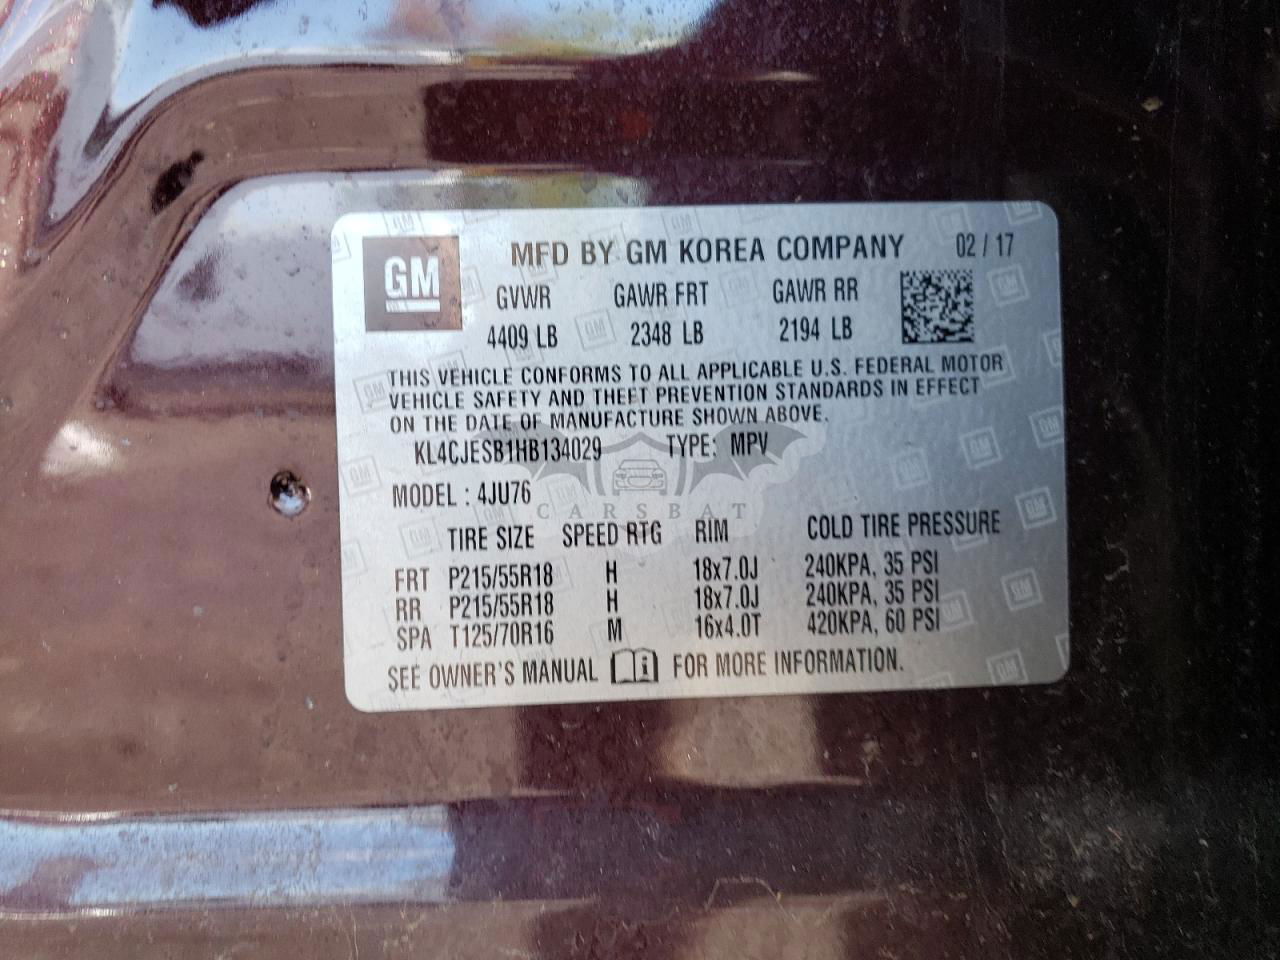 GM
MFD BY GM KOREA COMPANY 02 / 17
GVWR GAWR FRT GAWR RR
4409 LB 2348 LB 2194 LB
THIS VEHICLE CONFORMS TO ALL APPLICABLE U.S. FEDERAL MOTOR
VEHICLE SAFETY AND THEFT PREVENTION STANDARDS IN EFFECT
ON THE DATE OF MANUFACTURE SHOWN ABOVE.
KL4CJESB1HB134029 TYPE: MPV
MODEL : 4JU76
CARSBAT
TIRE SIZE SPEED RTG RIM COLD TIRE PRESSURE
FRT P215/55R18 H 18x7.0J 240KPA, 35 PSI
RR P215/55R18 H 18x7.0J 240KPA, 35 PSI
SPA T125/70R16 M 16x4.0T 420KPA, 60 PSI
SEE OWNER'S MANUAL FOR MORE INFORMATION.